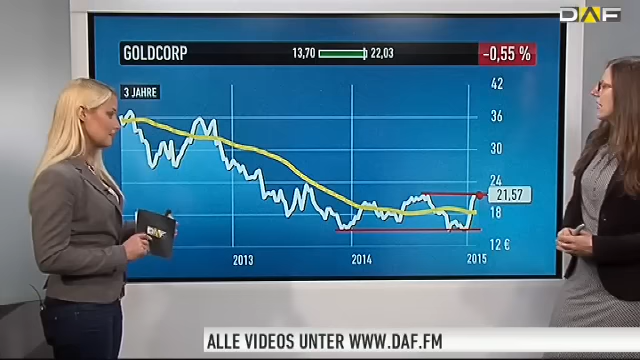 DAF
GOLDCORP 13,70 22,03 -0,55 %
3 JAHRE
42
36
30
24
21,57
18
12 €
2013 2014 2015
DAF
ALLE VIDEOS UNTER WWW.DAF.FM